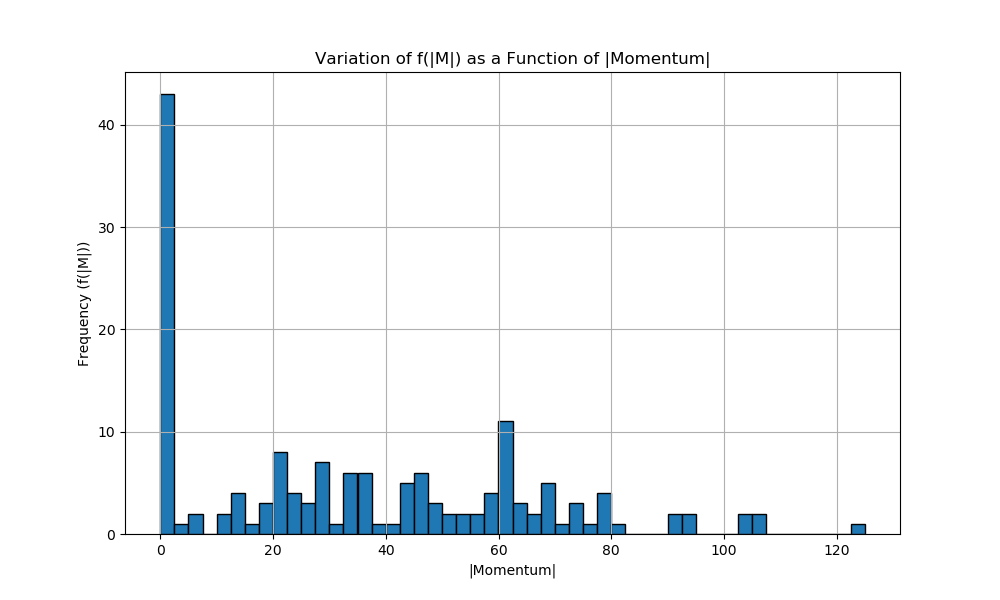 Variation of f(|M|) as a Function of |Momentum|
40
30
20
10
0
Frequency (f(|M|))
0 20 40 60 80 100 120
|Momentum|